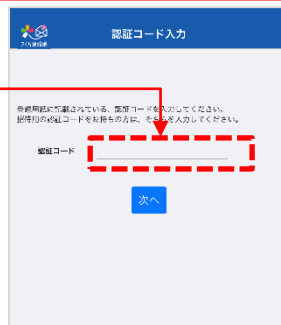 認証コード入力
登録用紙に記載されている、認証コードを入力してください。
招待用の認証コードをお持ちの方は、そちらを入力してください。
認証コード
次へ